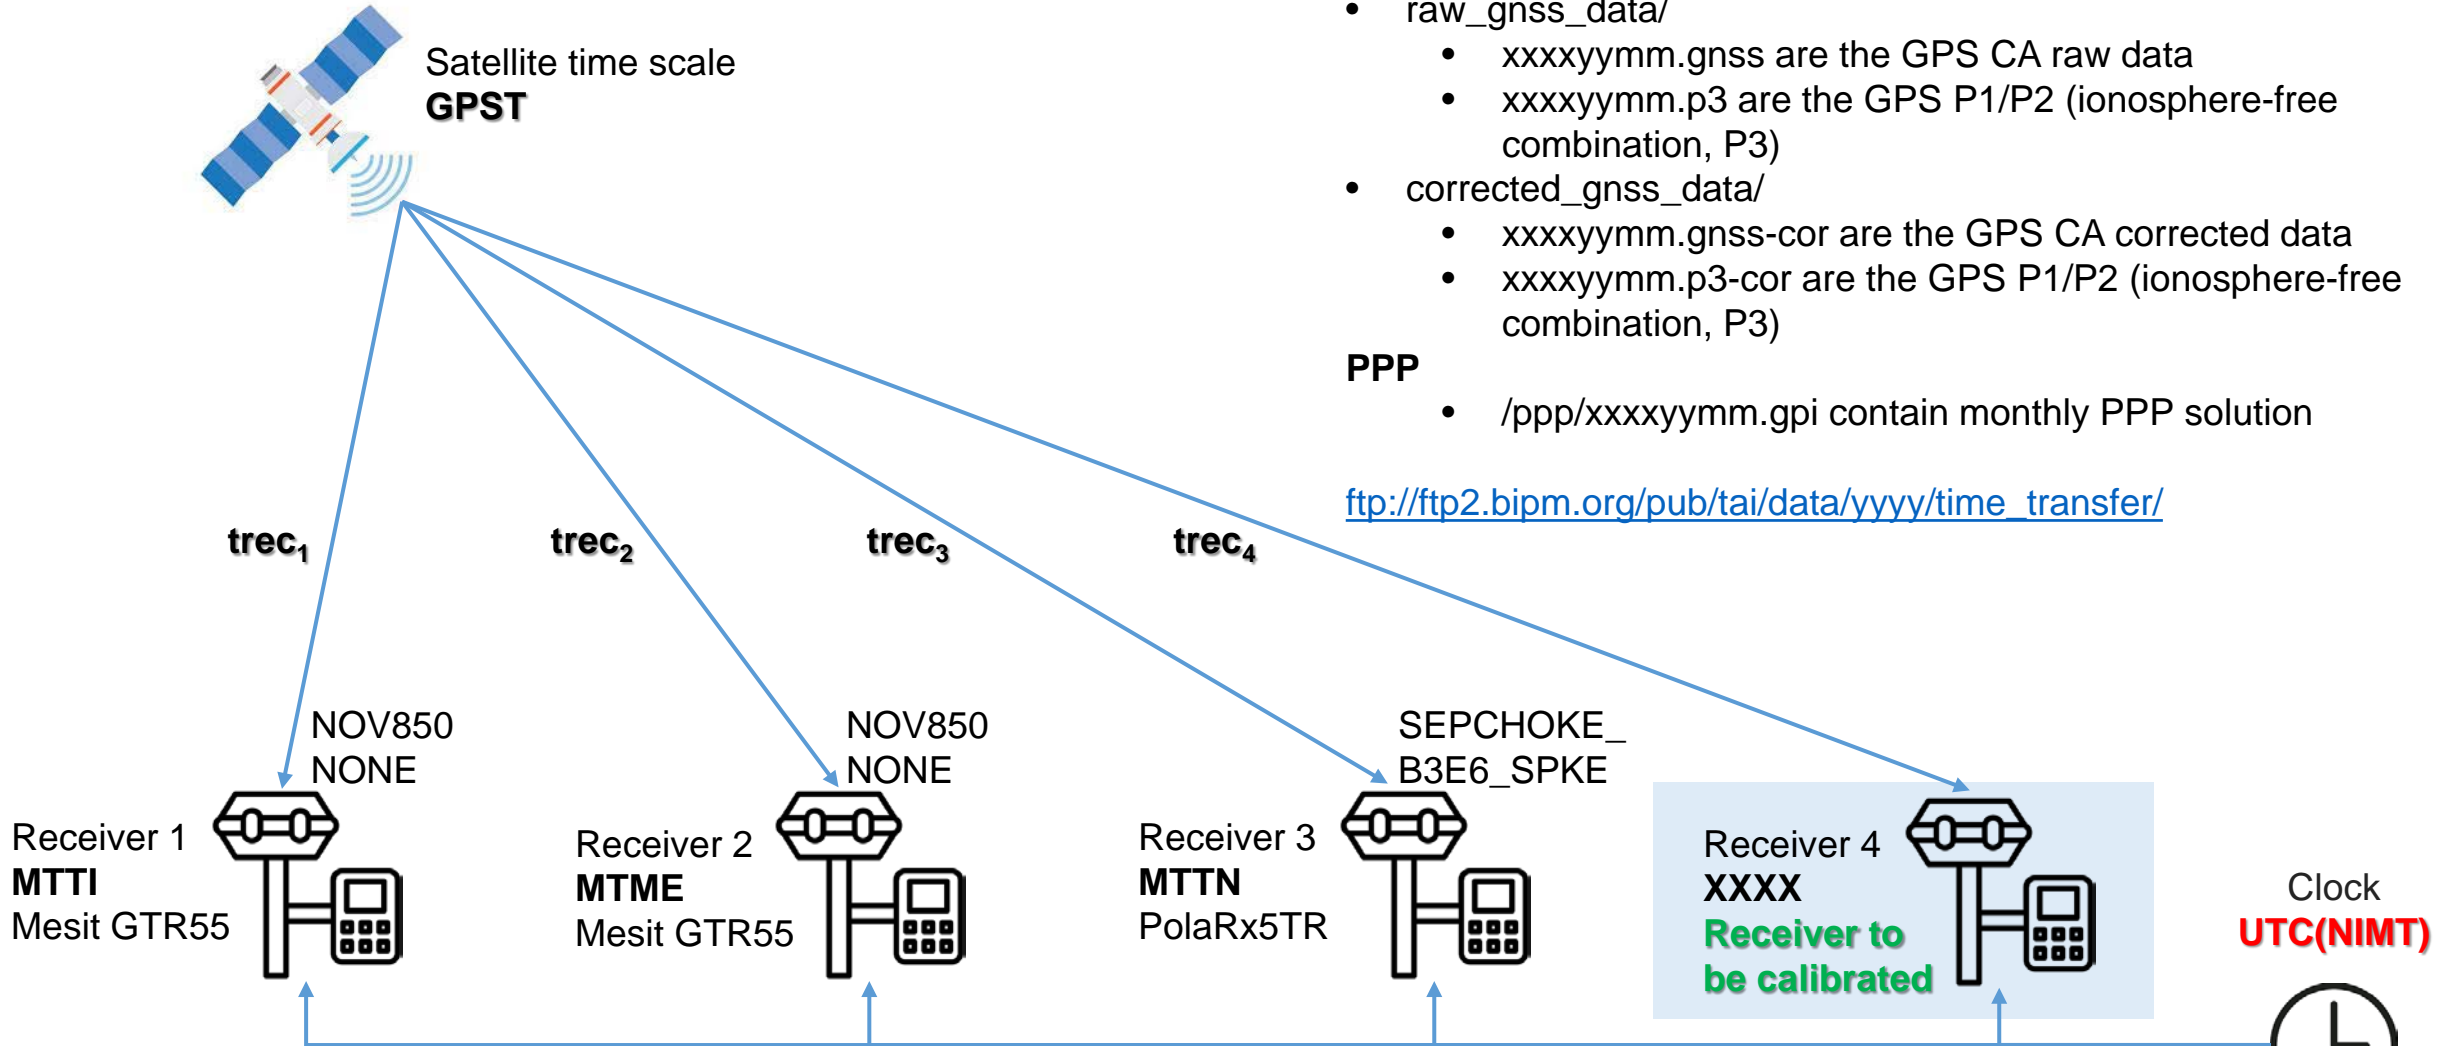 Satellite time scale
GPST
• raw_gnss_data/
• xxxxyymm.gnss are the GPS CA raw data
• xxxxyymm.p3 are the GPS P1/P2 (ionosphere-free
combination, P3)
• corrected_gnss_data/
• xxxxyymm.gnss-cor are the GPS CA corrected data
• xxxxyymm.p3-cor are the GPS P1/P2 (ionosphere-free
combination, P3)
PPP
• /ppp/xxxxyymm.gpi contain monthly PPP solution
ftp://ftp2.bipm.org/pub/tai/data/yyyy/time_transfer/
trec₁
trec₂
trec₃
trec₄
NOV850
NONE
NOV850
NONE
SEPCHOKE_
B3E6_SPKE
Receiver 1
MTTI
Mesit GTR55
Receiver 2
MTME
Mesit GTR55
Receiver 3
MTTN
PolaRx5TR
Receiver 4
XXXX
Receiver to
be calibrated
Clock
UTC(NIMT)